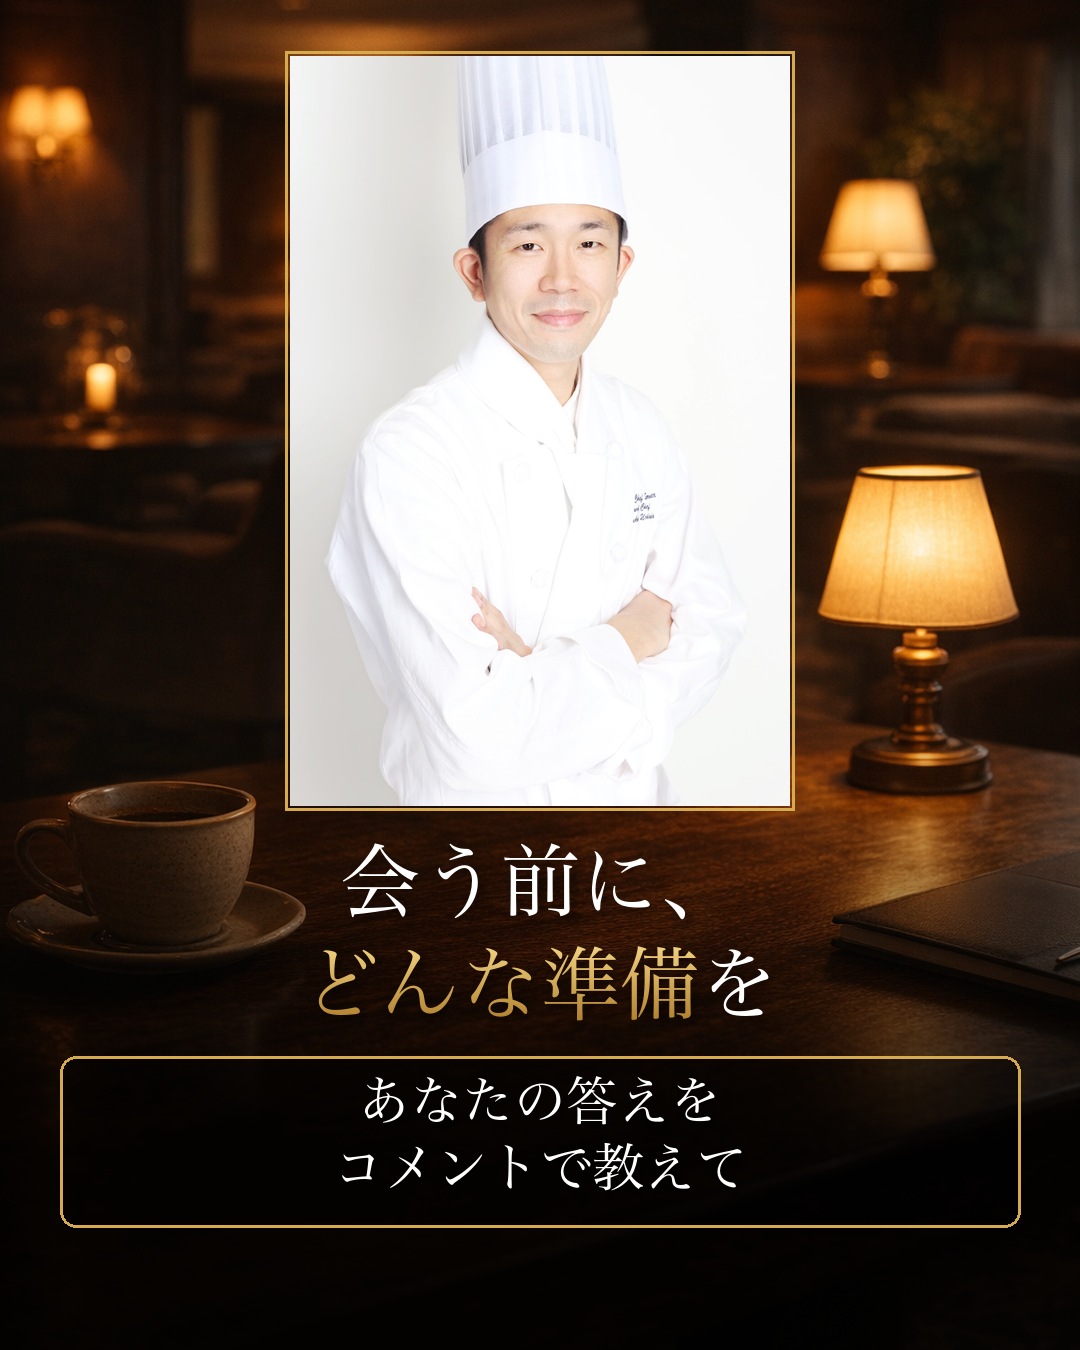 会う前に、
どんな準備を
あなたの答えを
コメントで教えて